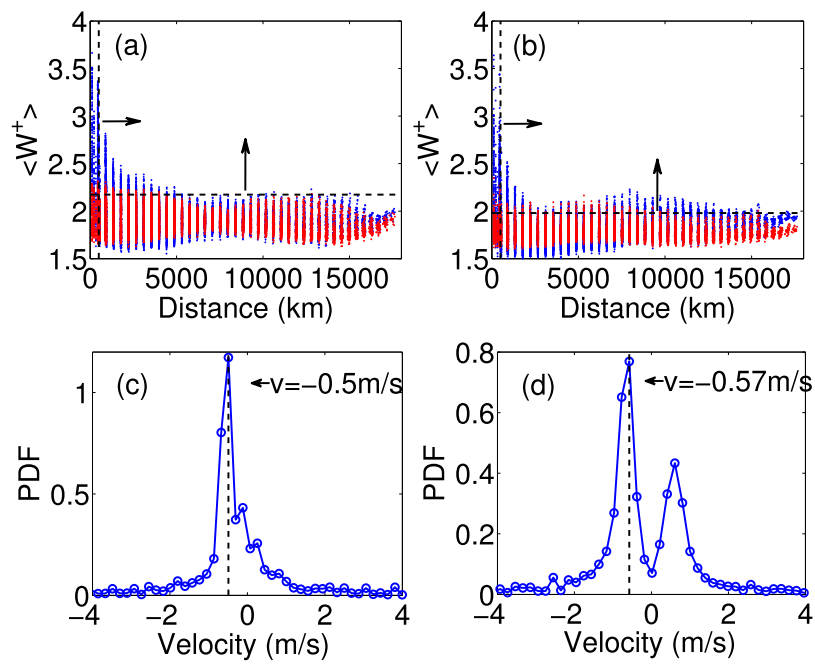 4
3.5
3
2.5
2
1.5
<W⁺>
(a)
0 5000 10000 15000
Distance (km)
4
3.5
3
2.5
2
1.5
<W⁺>
(b)
0 5000 10000 15000
Distance (km)
1
0.5
0
PDF
(c)
v=−0.5m/s
−4 −2 0 2 4
Velocity (m/s)
0.8
0.6
0.4
0.2
0
PDF
(d)
v=−0.57m/s
−4 −2 0 2 4
Velocity (m/s)